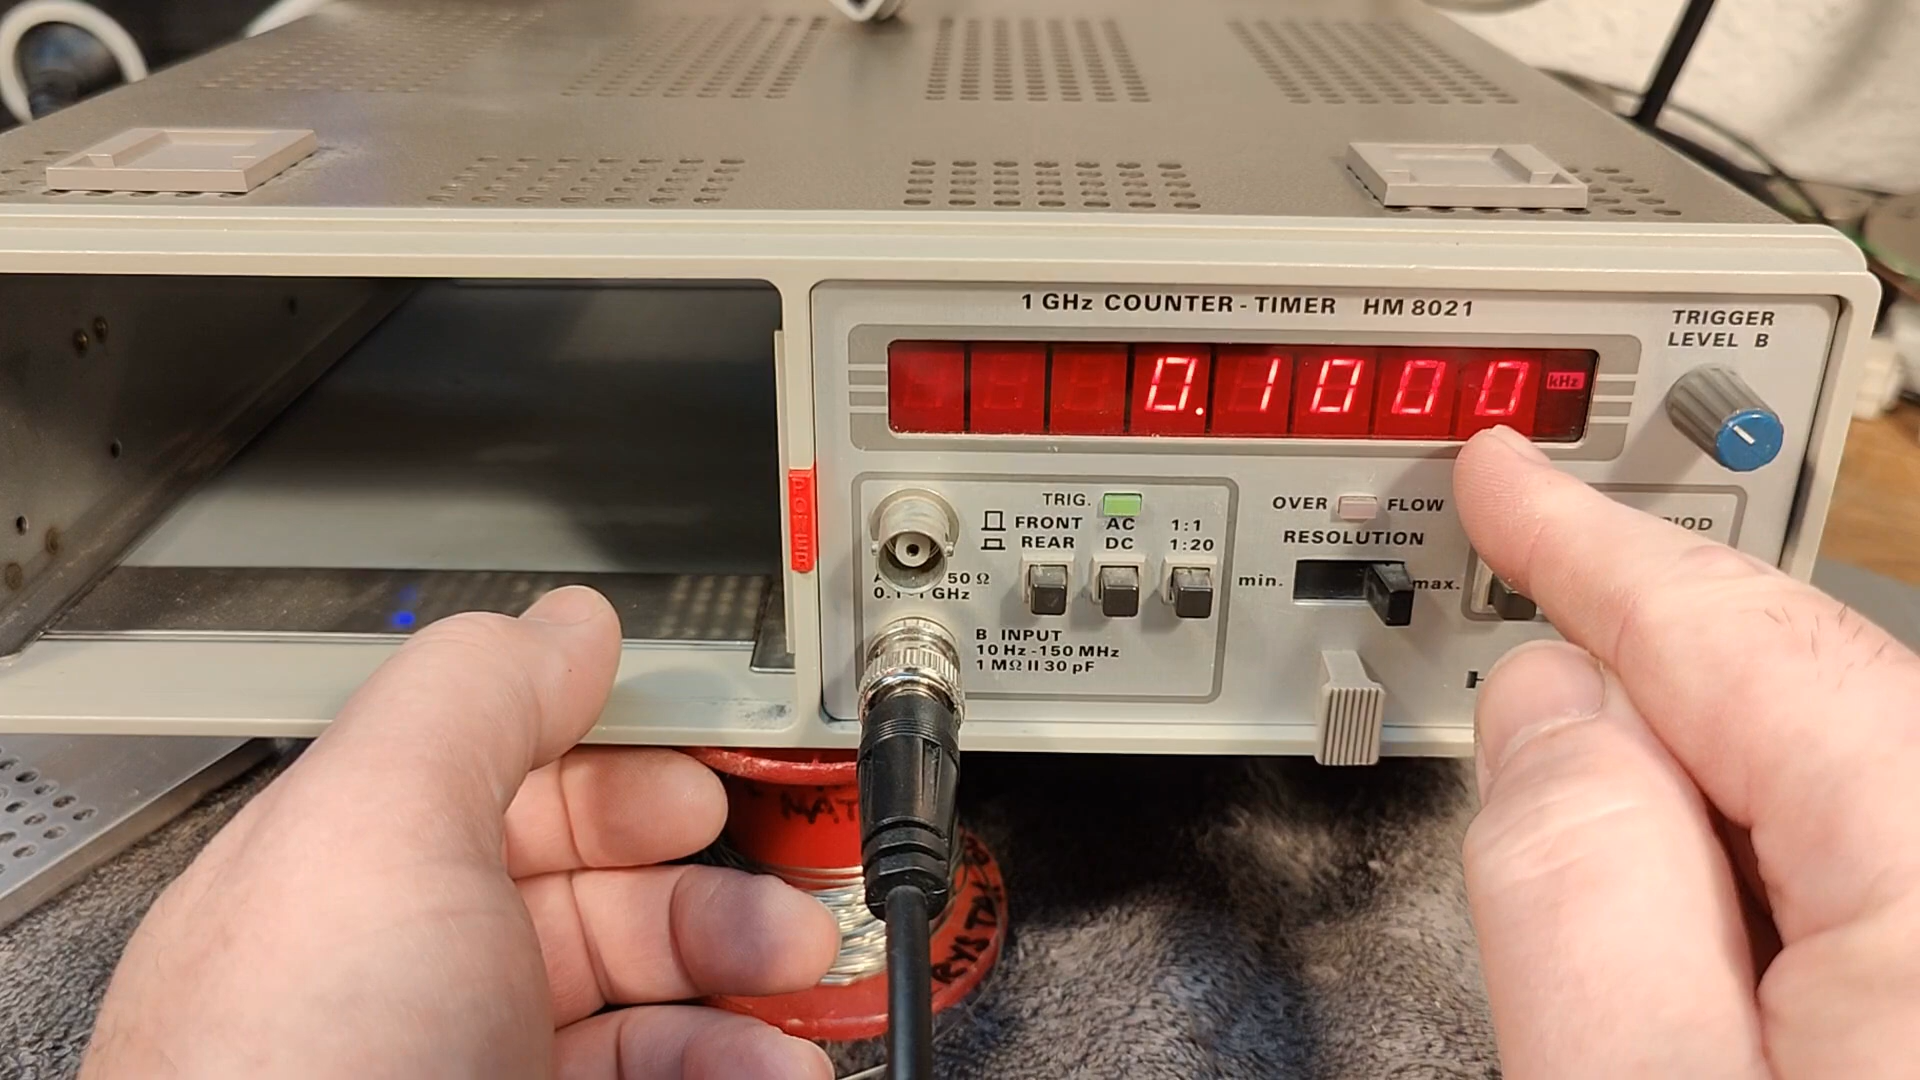 1 GHz COUNTER - TIMER HM 8021
TRIGGER
LEVEL B
0.1000
kHz
POWER
TRIG.
FRONT AC 1:1
REAR DC 1:20
50 Ω
GHz
OVER FLOW
RESOLUTION
min. max.
B INPUT
10 Hz -150 MHz
1 MΩ II 30 pF